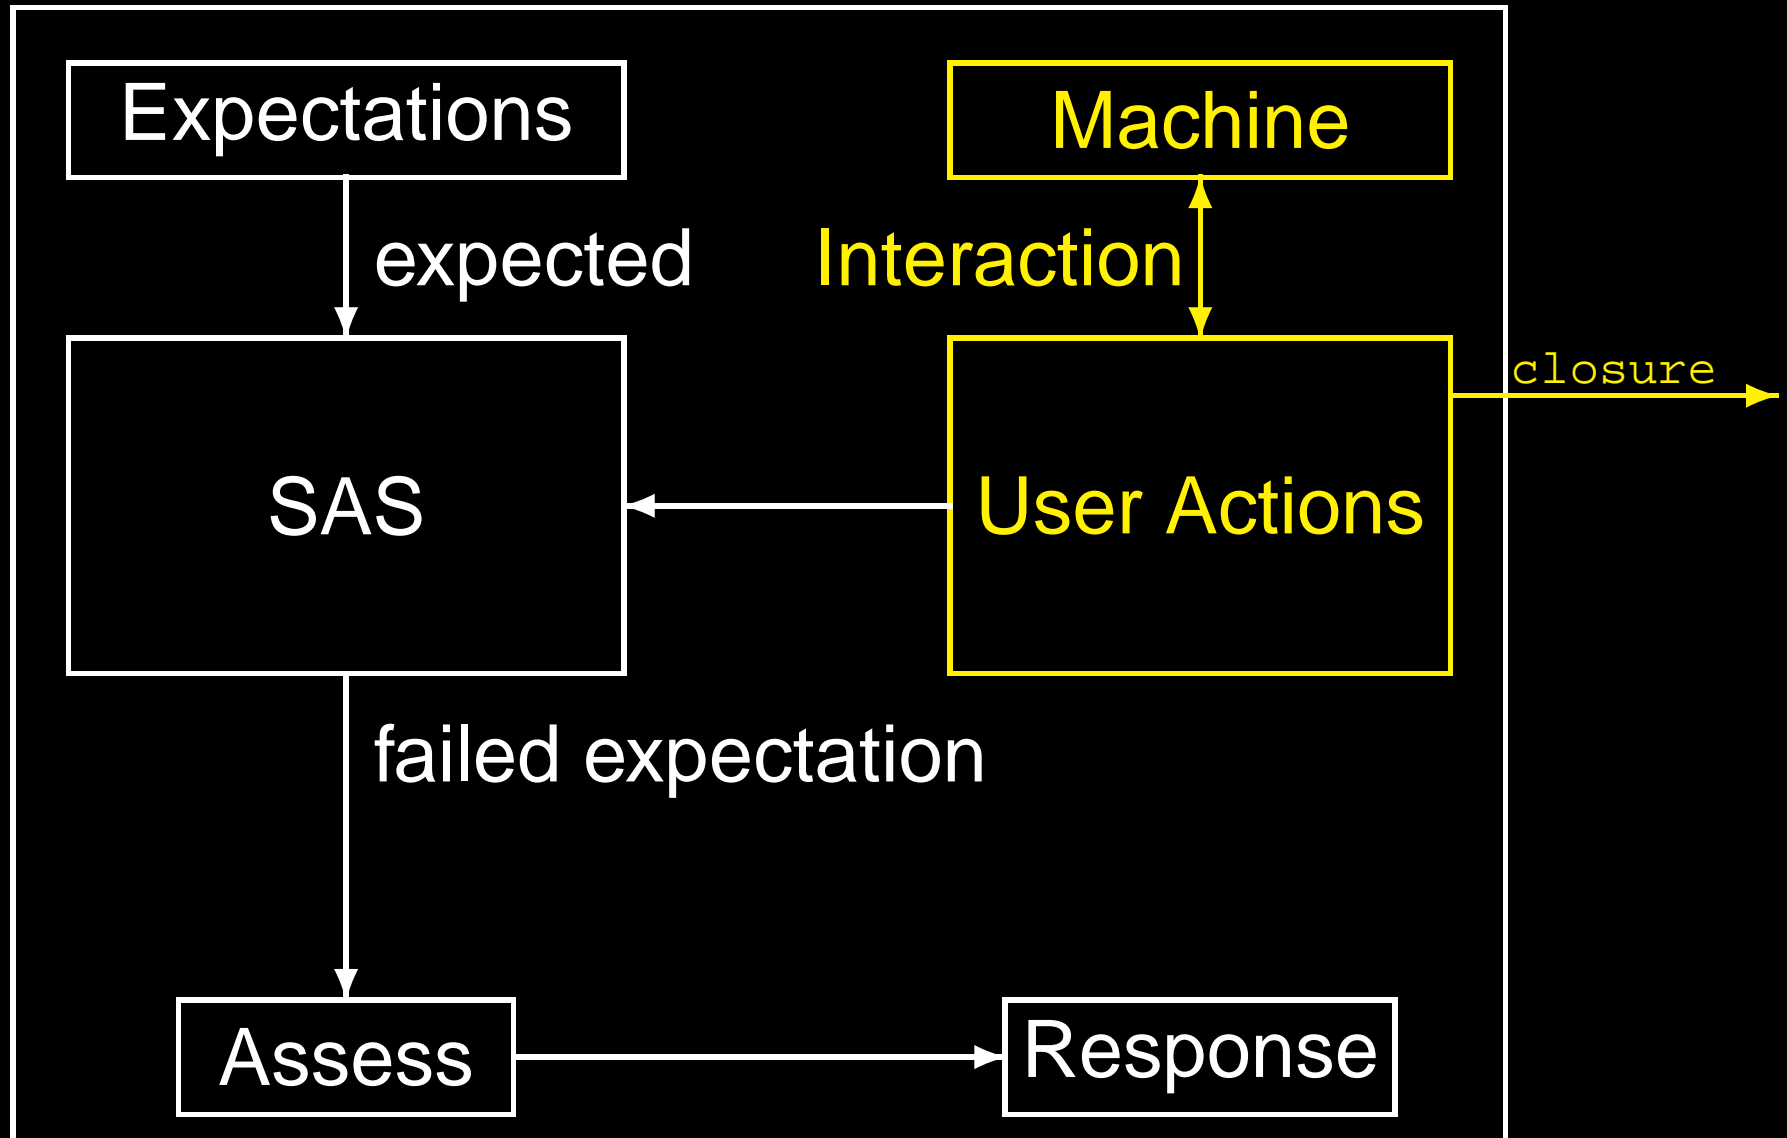 Expectations
Machine
expected
Interaction
closure
SAS
User Actions
failed expectation
Assess
Response